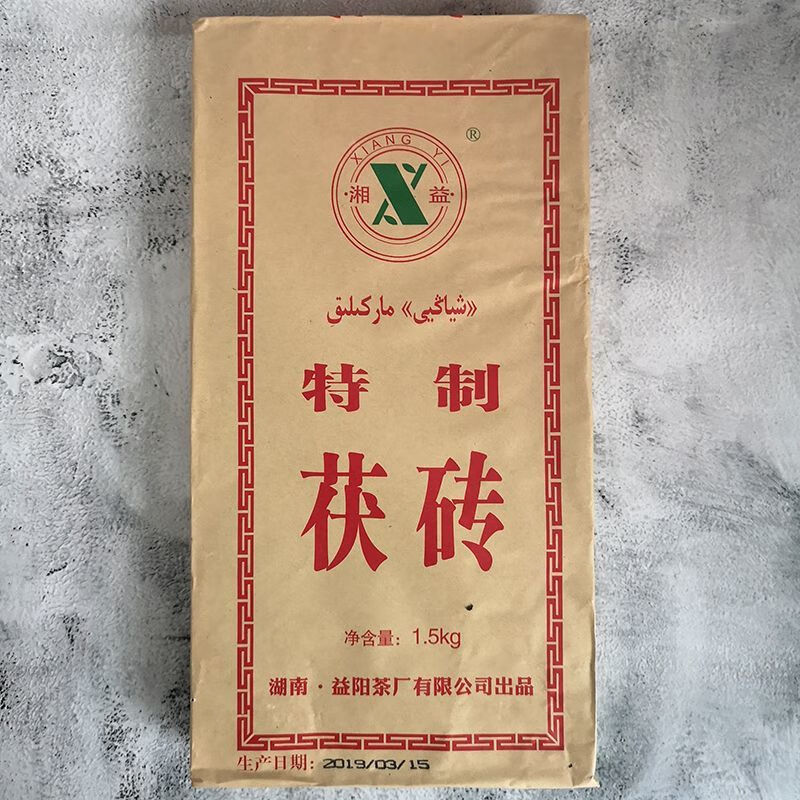 XIANG YI
®
·湘 益·
«شياڭيى» ماركىلىق
特 制
茯砖
净含量：1.5kg
湖南·益阳茶厂有限公司出品
生产日期：2019/03/15